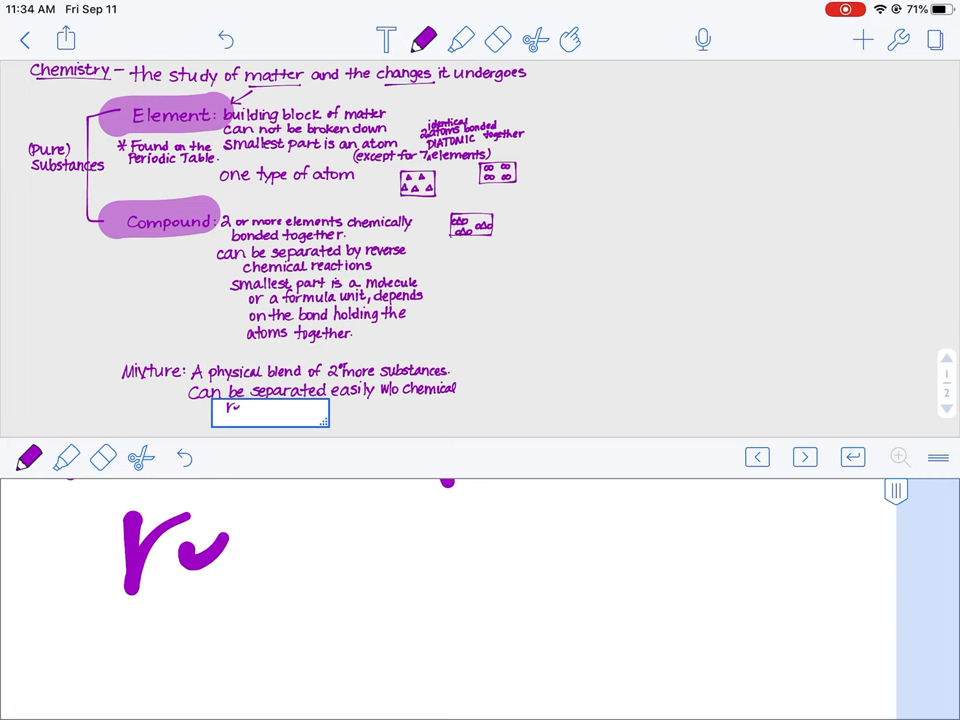 11:34 AM Fri Sep 11
71%
T
Chemistry - the study of matter and the changes it undergoes
Element: building block of matter
can not be broken down
smallest part is an atom
(except for 7 elements)
identical
2 atoms bonded together
DIATONIC
* Found on the
Periodic Table.
(Pure)
Substances
one type of atom
Compound: 2 or more elements chemically
bonded together.
can be separated by reverse
chemical reactions
smallest part is a molecule
or a formula unit, depends
on the bond holding the
atoms together.
Mixture: A physical blend of 2 or more substances.
Can be separated easily w/o chemical
1
2